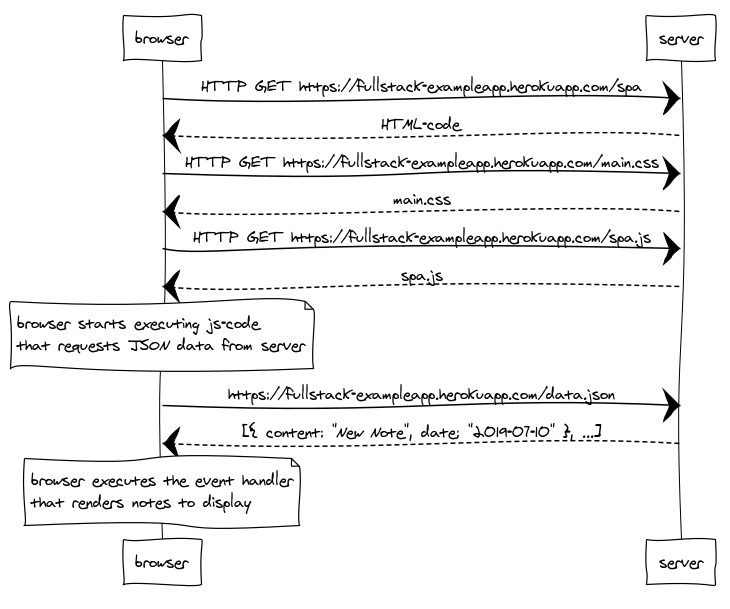 browser
server
HTTP GET https://fullstack-exampleapp.herokuapp.com/spa
HTML-code
HTTP GET https://fullstack-exampleapp.herokuapp.com/main.css
main.css
HTTP GET https://fullstack-exampleapp.herokuapp.com/spa.js
spa.js
browser starts executing js-code
that requests JSON data from server
https://fullstack-exampleapp.herokuapp.com/data.json
[{ content: "New Note", date: "2019-07-10" }, ...]
browser executes the event handler
that renders notes to display
browser
server